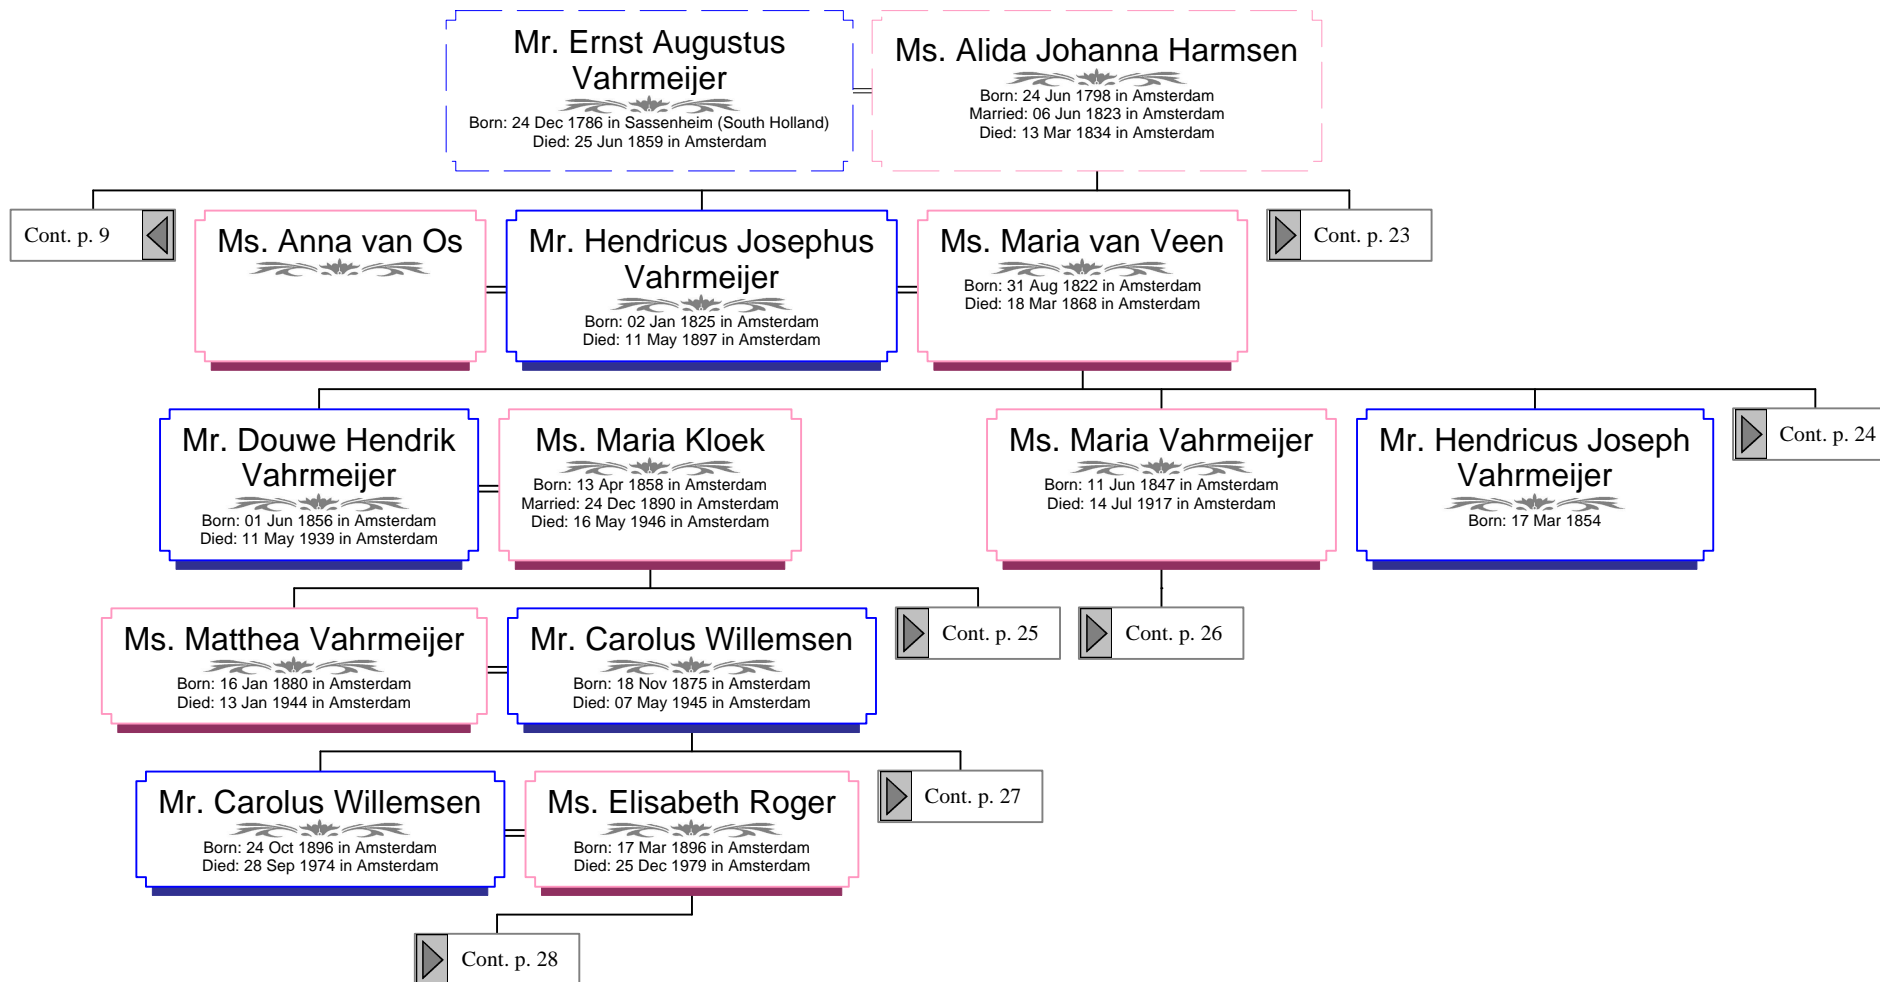 Mr. Ernst Augustus
Vahrmeijer
Born: 24 Dec 1786 in Sassenheim (South Holland)
Died: 25 Jun 1859 in Amsterdam
Ms. Alida Johanna Harmsen
Born: 24 Jun 1798 in Amsterdam
Married: 06 Jun 1823 in Amsterdam
Died: 13 Mar 1834 in Amsterdam
Cont. p. 9
Ms. Anna van Os
Mr. Hendricus Josephus
Vahrmeijer
Born: 02 Jan 1825 in Amsterdam
Died: 11 May 1897 in Amsterdam
Ms. Maria van Veen
Born: 31 Aug 1822 in Amsterdam
Died: 18 Mar 1868 in Amsterdam
Cont. p. 23
Mr. Douwe Hendrik
Vahrmeijer
Born: 01 Jun 1856 in Amsterdam
Died: 11 May 1939 in Amsterdam
Ms. Maria Kloek
Born: 13 Apr 1858 in Amsterdam
Married: 24 Dec 1890 in Amsterdam
Died: 16 May 1946 in Amsterdam
Ms. Maria Vahrmeijer
Born: 11 Jun 1847 in Amsterdam
Died: 14 Jul 1917 in Amsterdam
Mr. Hendricus Joseph
Vahrmeijer
Born: 17 Mar 1854
Cont. p. 24
Ms. Matthea Vahrmeijer
Born: 16 Jan 1880 in Amsterdam
Died: 13 Jan 1944 in Amsterdam
Mr. Carolus Willemsen
Born: 18 Nov 1875 in Amsterdam
Died: 07 May 1945 in Amsterdam
Cont. p. 25
Cont. p. 26
Mr. Carolus Willemsen
Born: 24 Oct 1896 in Amsterdam
Died: 28 Sep 1974 in Amsterdam
Ms. Elisabeth Roger
Born: 17 Mar 1896 in Amsterdam
Died: 25 Dec 1979 in Amsterdam
Cont. p. 27
Cont. p. 28